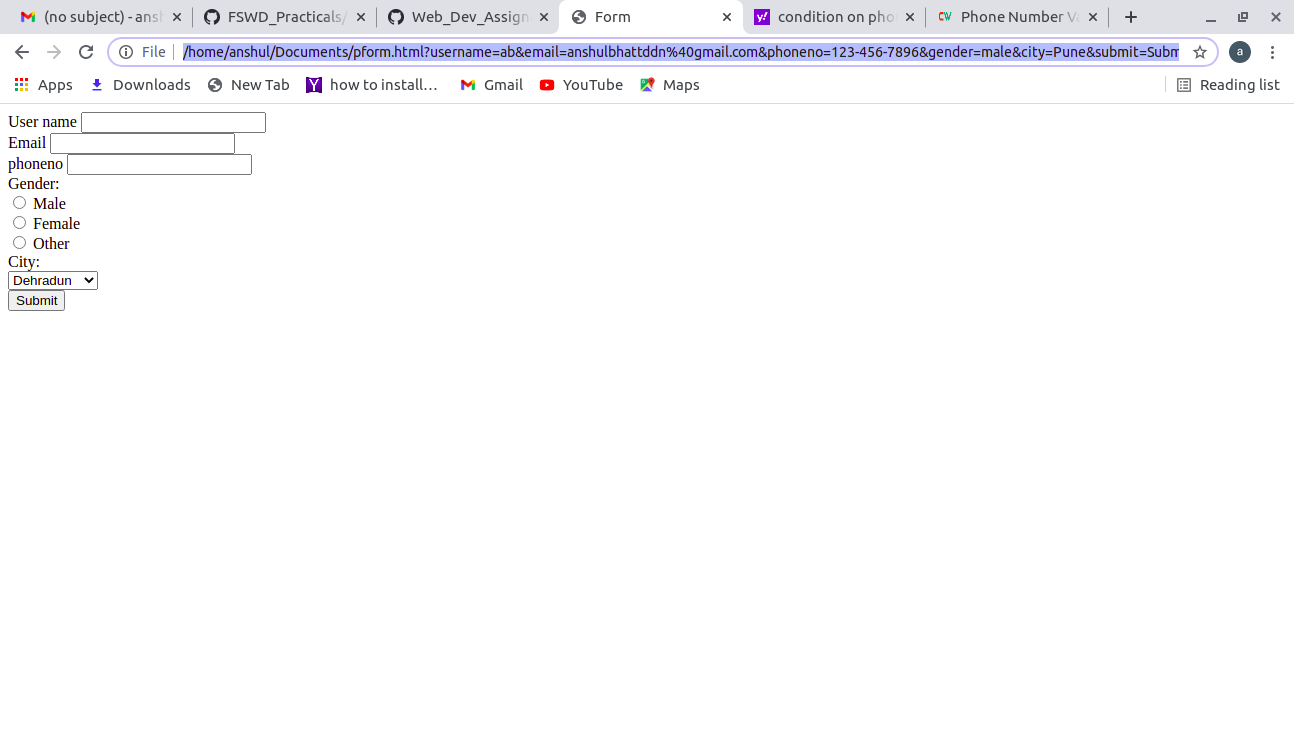 (no subject) - ansh
FSWD_Practicals/
Web_Dev_Assign
Form
condition on pho
Phone Number Va
File
/home/anshul/Documents/pform.html?username=ab&email=anshulbhattddn%40gmail.com&phoneno=123-456-7896&gender=male&city=Pune&submit=Subm
a
Apps
Downloads
New Tab
how to install…
Gmail
YouTube
Maps
Reading list
User name
Email
phoneno
Gender:
Male
Female
Other
City:
Dehradun
Submit